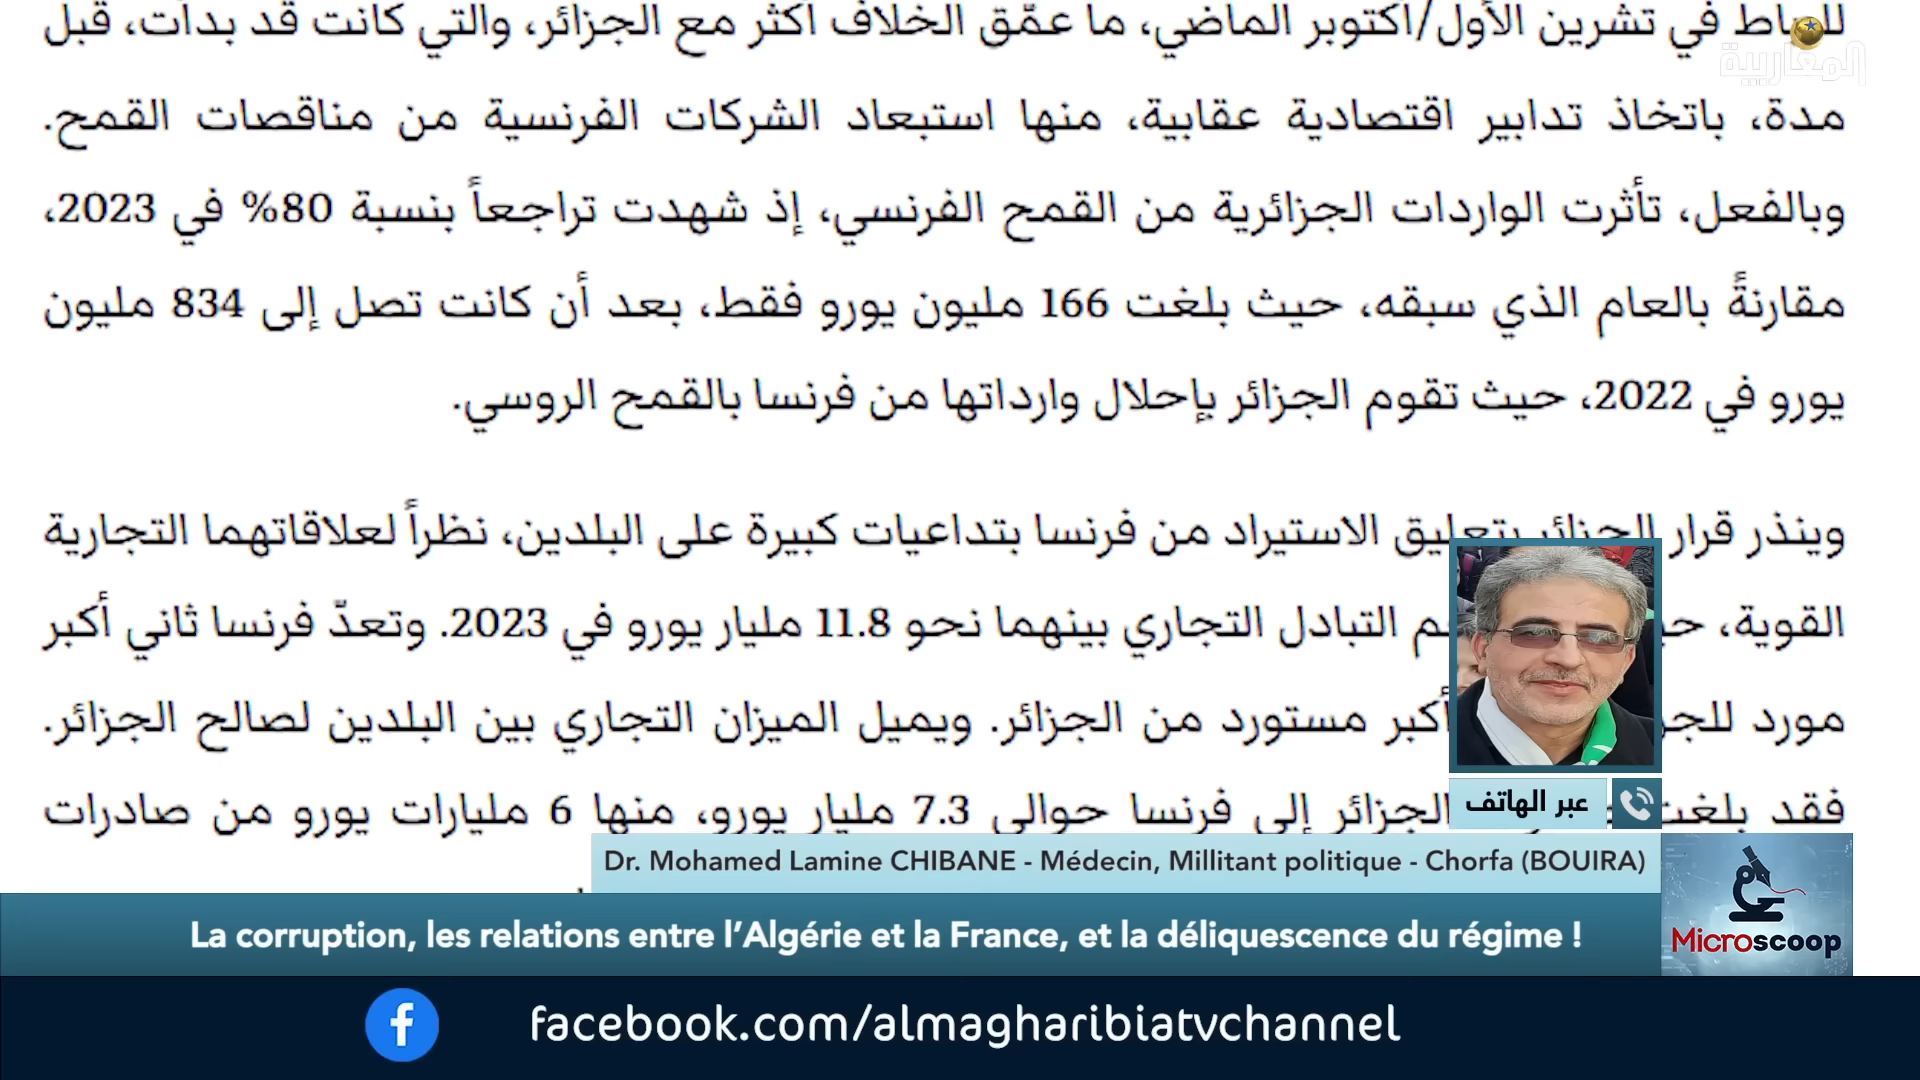 للرباط في تشرين الأول/أكتوبر الماضي، ما عمّق الخلاف أكثر مع الجزائر، والتي كانت قد بدأت، قبل
المغاربية
مدة، باتخاذ تدابير اقتصادية عقابية، منها استبعاد الشركات الفرنسية من مناقصات القمح.
وبالفعل، تأثرت الواردات الجزائرية من القمح الفرنسي، إذ شهدت تراجعاً بنسبة 80% في 2023،
مقارنةً بالعام الذي سبقه، حيث بلغت 166 مليون يورو فقط، بعد أن كانت تصل إلى 834 مليون
يورو في 2022، حيث تقوم الجزائر بإحلال وارداتها من فرنسا بالقمح الروسي.
وينذر قرار الجزائر بتعليق الاستيراد من فرنسا بتداعيات كبيرة على البلدين، نظراً لعلاقاتهما التجارية
القوية، التبادل التجاري بينهما نحو 11.8 مليار يورو في 2023. وتعدّ فرنسا ثاني أكبر
مورد أكبر مستورد من الجزائر. ويميل الميزان التجاري بين البلدين لصالح الجزائر.
فقد بلغت الجزائر إلى فرنسا حوالي 7.3 مليار يورو، منها 6 مليارات يورو من صادرات
عبر الهاتف
Dr. Mohamed Lamine CHIBANE - Médecin, Millitant politique - Chorfa (BOUIRA)
La corruption, les relations entre l’Algérie et la France, et la déliquescence du régime !
Microscoop
facebook.com/almagharibiatvchannel